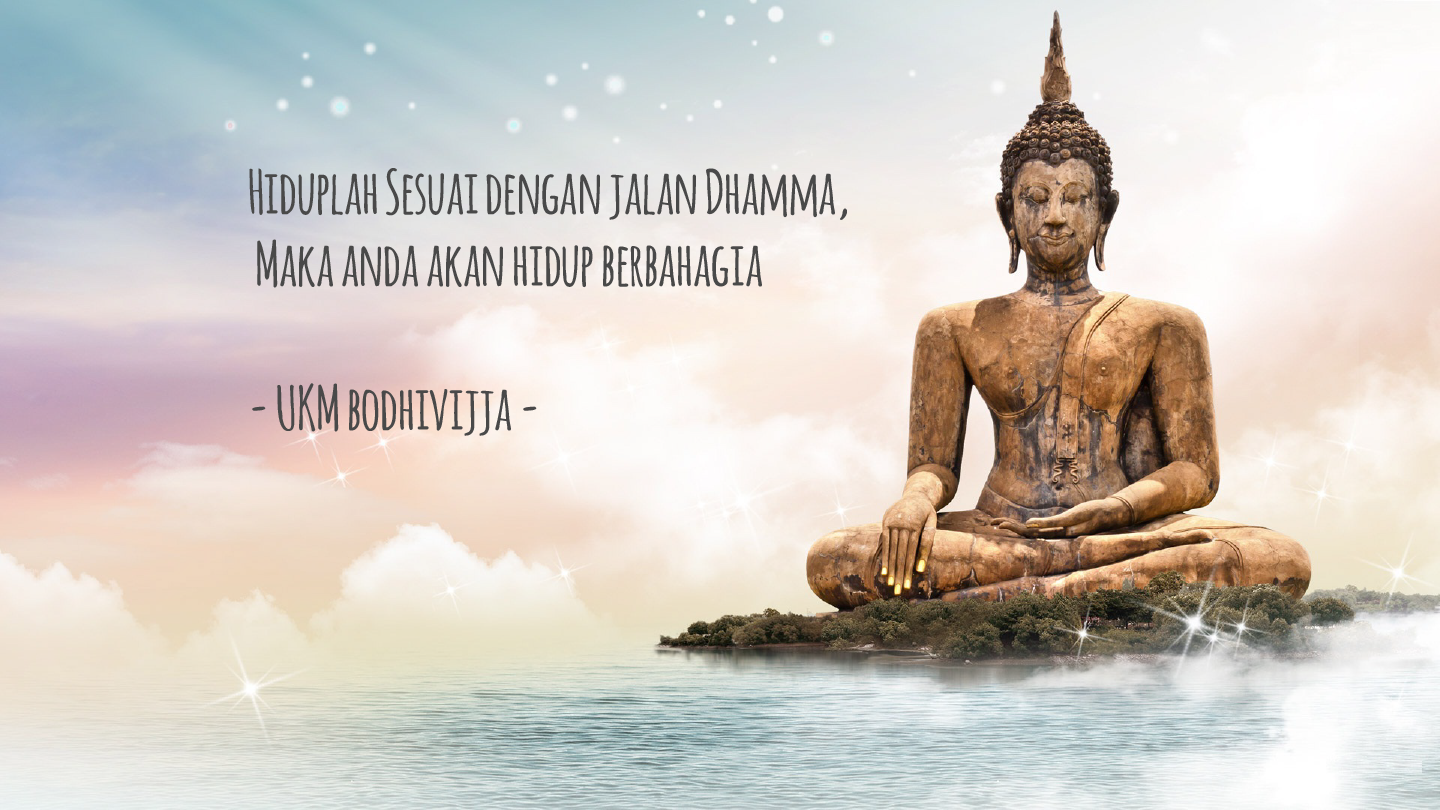 Hiduplah Sesuai dengan jalan Dhamma,
Maka anda akan hidup berbahagia
- UKM bodhivijja -